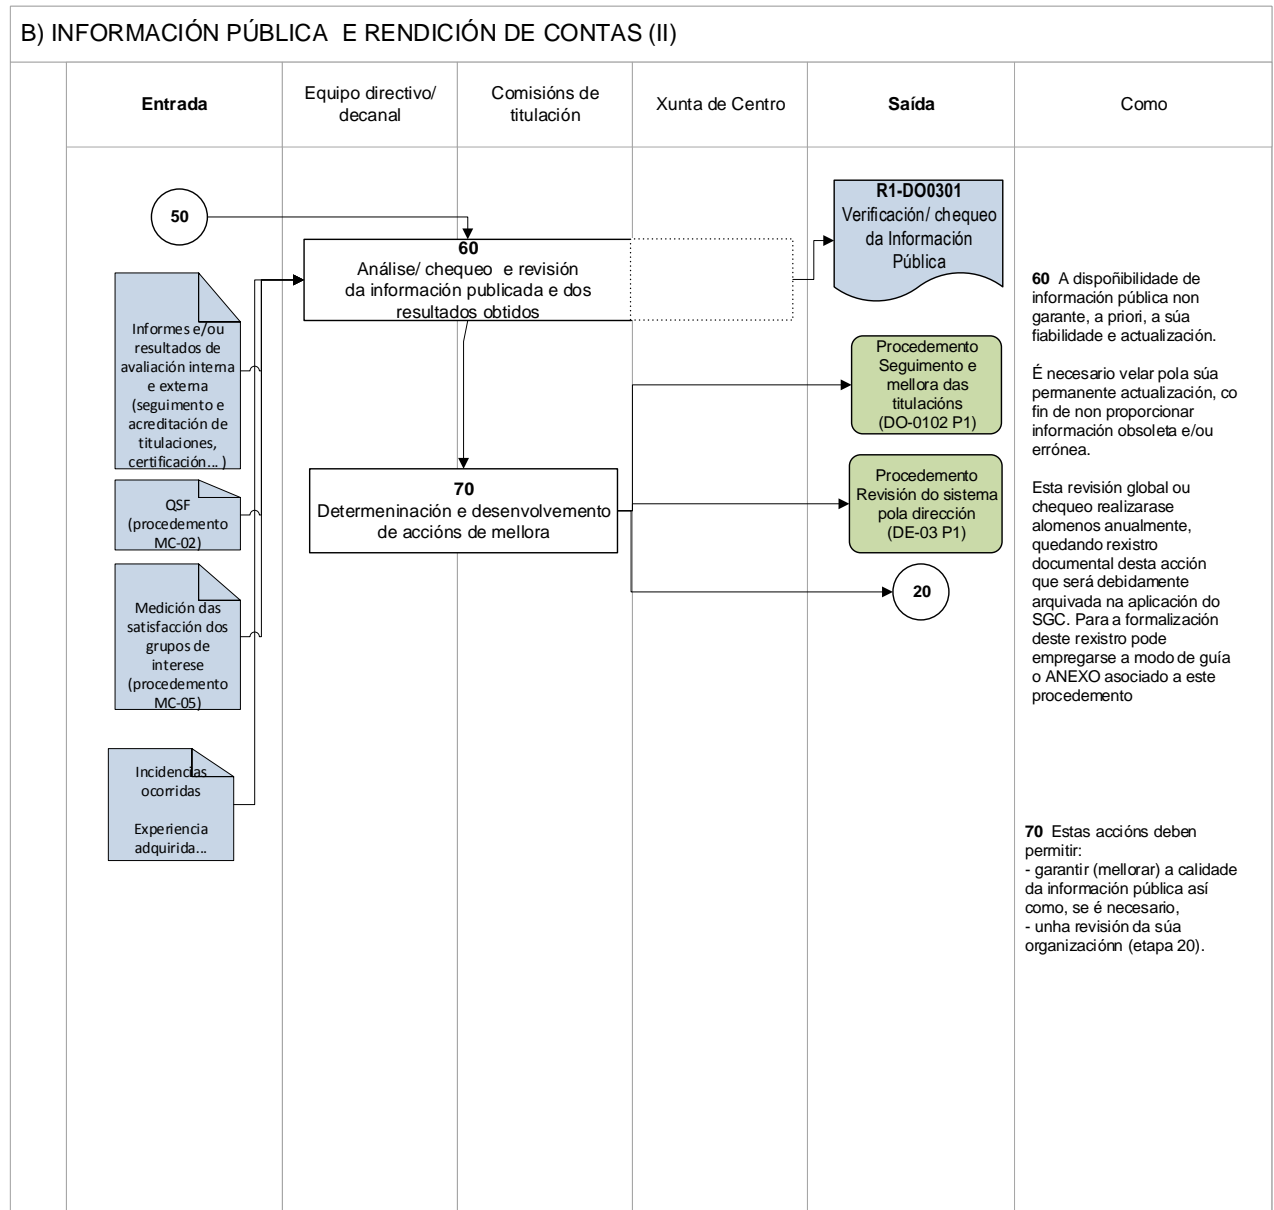 B) INFORMACIÓN PÚBLICA E RENDICIÓN DE CONTAS (II)
Entrada
Equipo directivo/
decanal
Comisións de
titulación
Xunta de Centro
Saída
Como
50
60
Análise/ chequeo e revisión
da información publicada e dos
resultados obtidos
R1-DO0301
Verificación/ chequeo
da Información
Pública
Informes e/ou
resultados de
avaliación interna
e externa
(seguimento e
acreditación de
titulaciones,
certificación... )
QSF
(procedemento
MC-02)
Medición das
satisfacción dos
grupos de
interese
(procedemento
MC-05)
Incidencias
ocorridas
Experiencia
adquirida...
70
Determeninación e desenvolvemento
de accións de mellora
Procedemento
Seguimento e
mellora das
titulacións
(DO-0102 P1)
Procedemento
Revisión do sistema
pola dirección
(DE-03 P1)
20
60 A dispoñibilidade de
información pública non
garante, a priori, a súa
fiabilidade e actualización.
É necesario velar pola súa
permanente actualización, co
fin de non proporcionar
información obsoleta e/ou
errónea.
Esta revisión global ou
chequeo realizarase
alomenos anualmente,
quedando rexistro
documental desta acción
que será debidamente
arquivada na aplicación do
SGC. Para a formalización
deste rexistro pode
empregarse a modo de guía
o ANEXO asociado a este
procedemento
70 Estas accións deben
permitir:
- garantir (mellorar) a calidade
da información pública así
como, se é necesario,
- unha revisión da súa
organizaciónn (etapa 20).